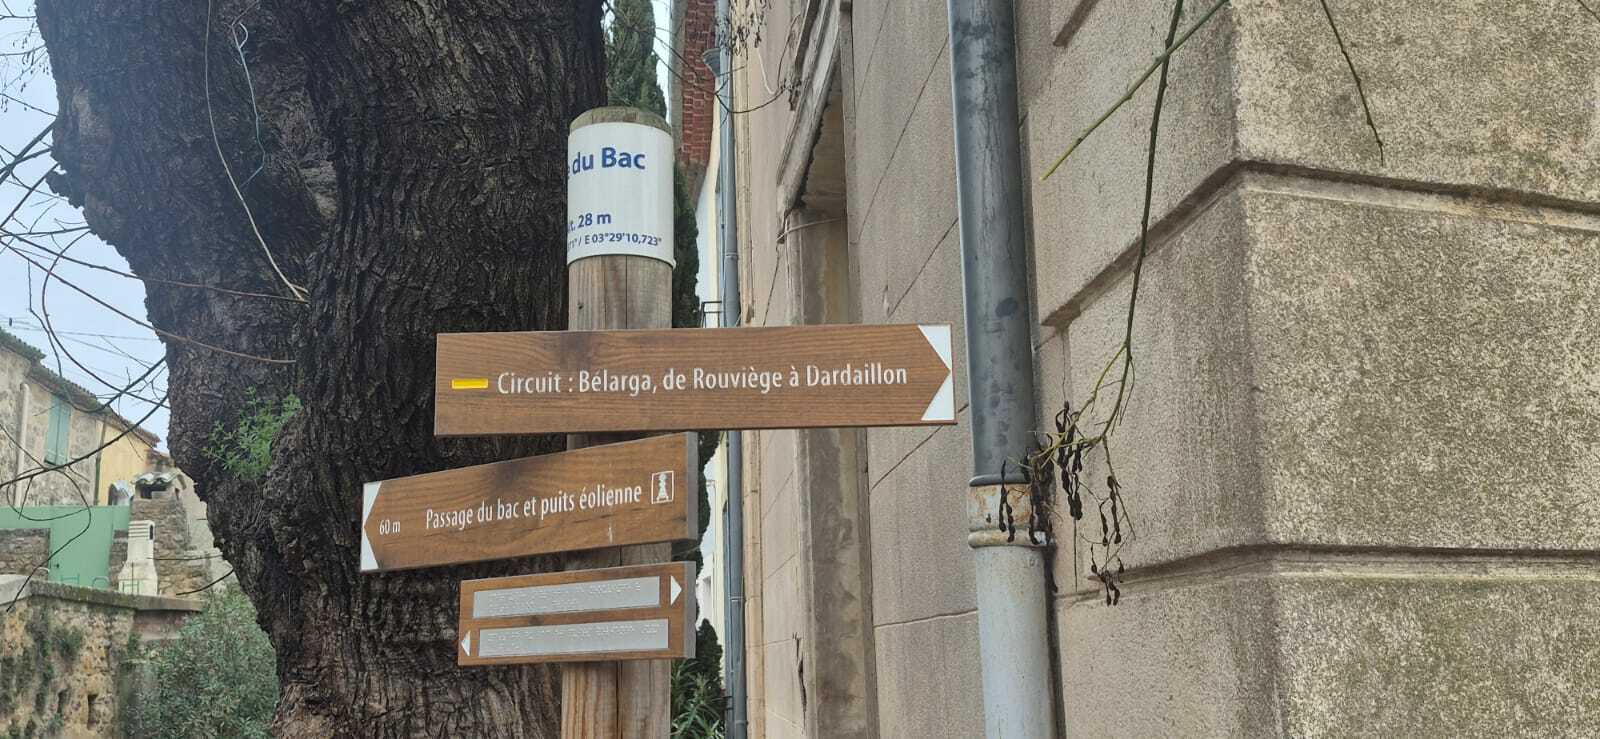 du Bac
28 m
E 03°29'10,723"
Circuit : Bélarga, de Rouviège à Dardaillon
60 m Passage du bac et puits éolienne